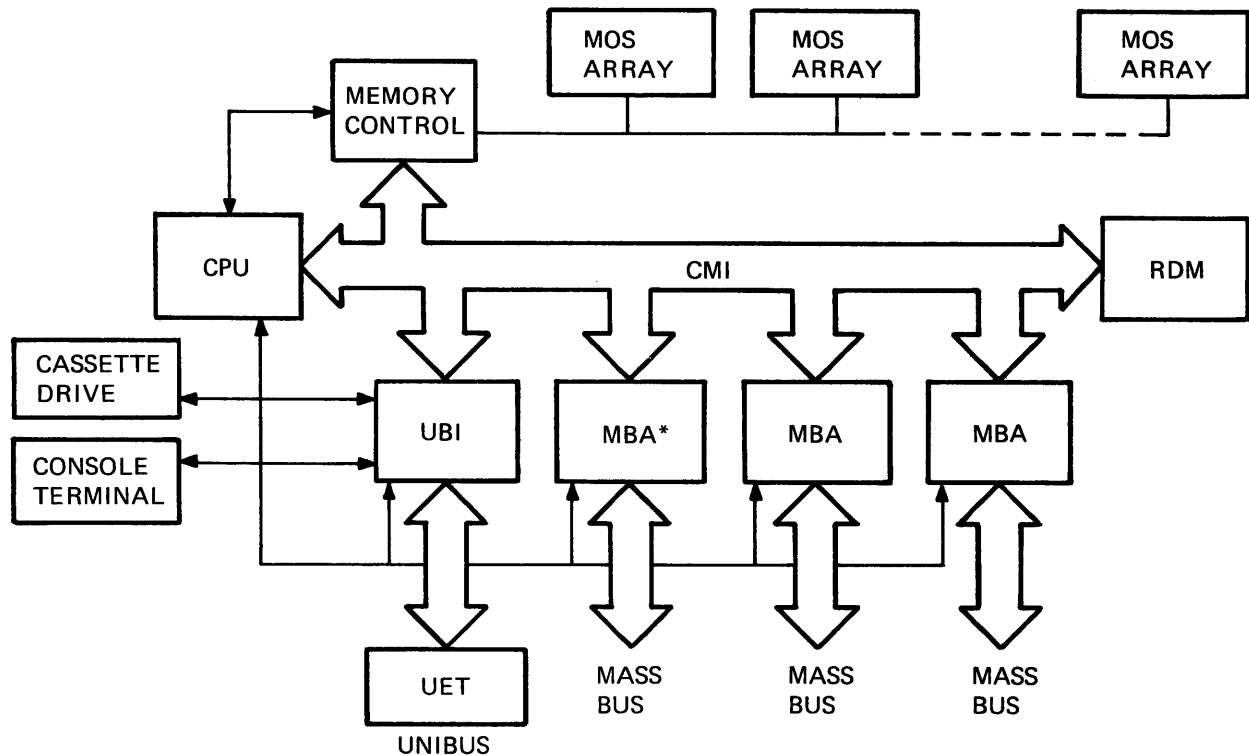 MOS
ARRAY
MOS
ARRAY
MOS
ARRAY
MEMORY
CONTROL
CPU
CMI
RDM
CASSETTE
DRIVE
CONSOLE
TERMINAL
UBI
MBA*
MBA
MBA
UET
UNIBUS
MASS
BUS
MASS
BUS
MASS
BUS